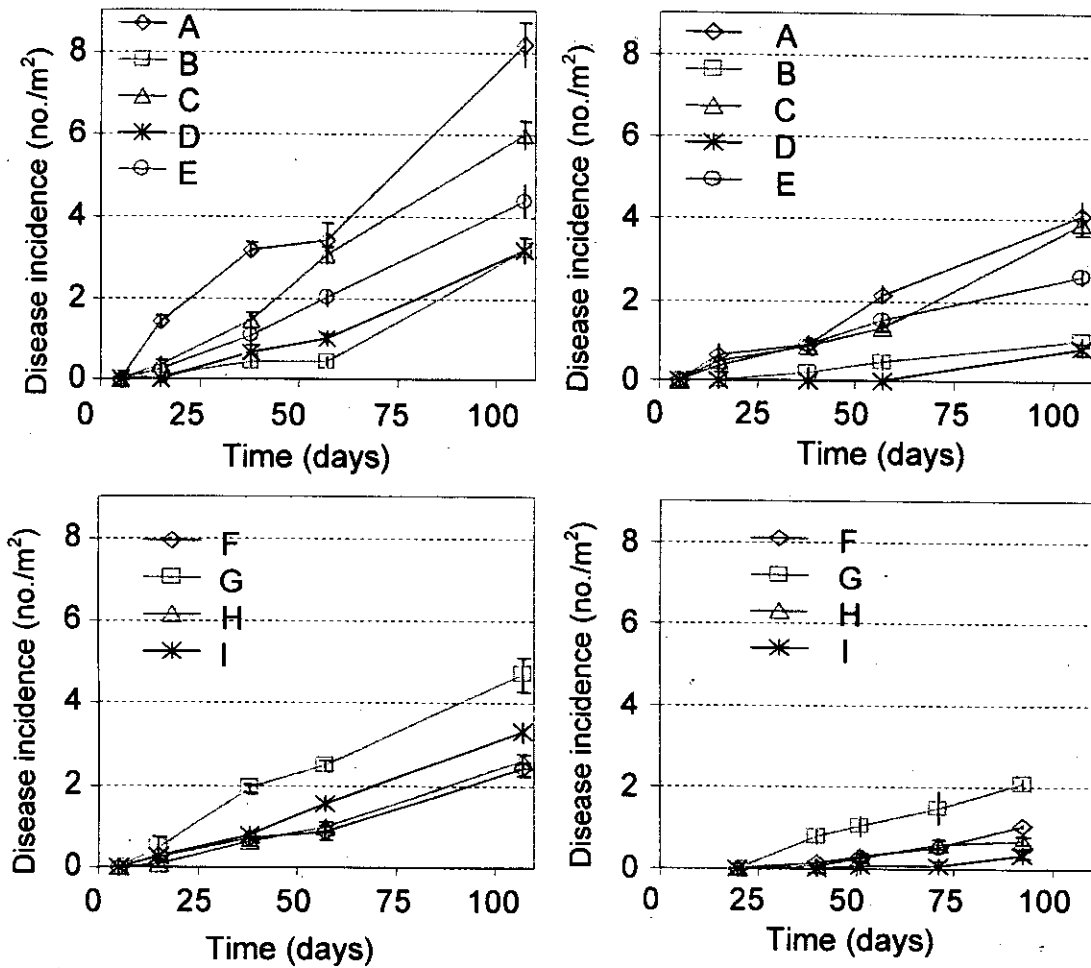 Disease incidence (no./m²)
8
6
4
2
0
A
B
C
D
E
0 25 50 75 100
Time (days)
Disease incidence (no./m²)
8
6
4
2
0
A
B
C
D
E
0 25 50 75 100
Time (days)
Disease incidence (no./m²)
8
6
4
2
0
F
G
H
I
0 25 50 75 100
Time (days)
Disease incidence (no./m²)
8
6
4
2
0
F
G
H
I
0 25 50 75 100
Time (days)